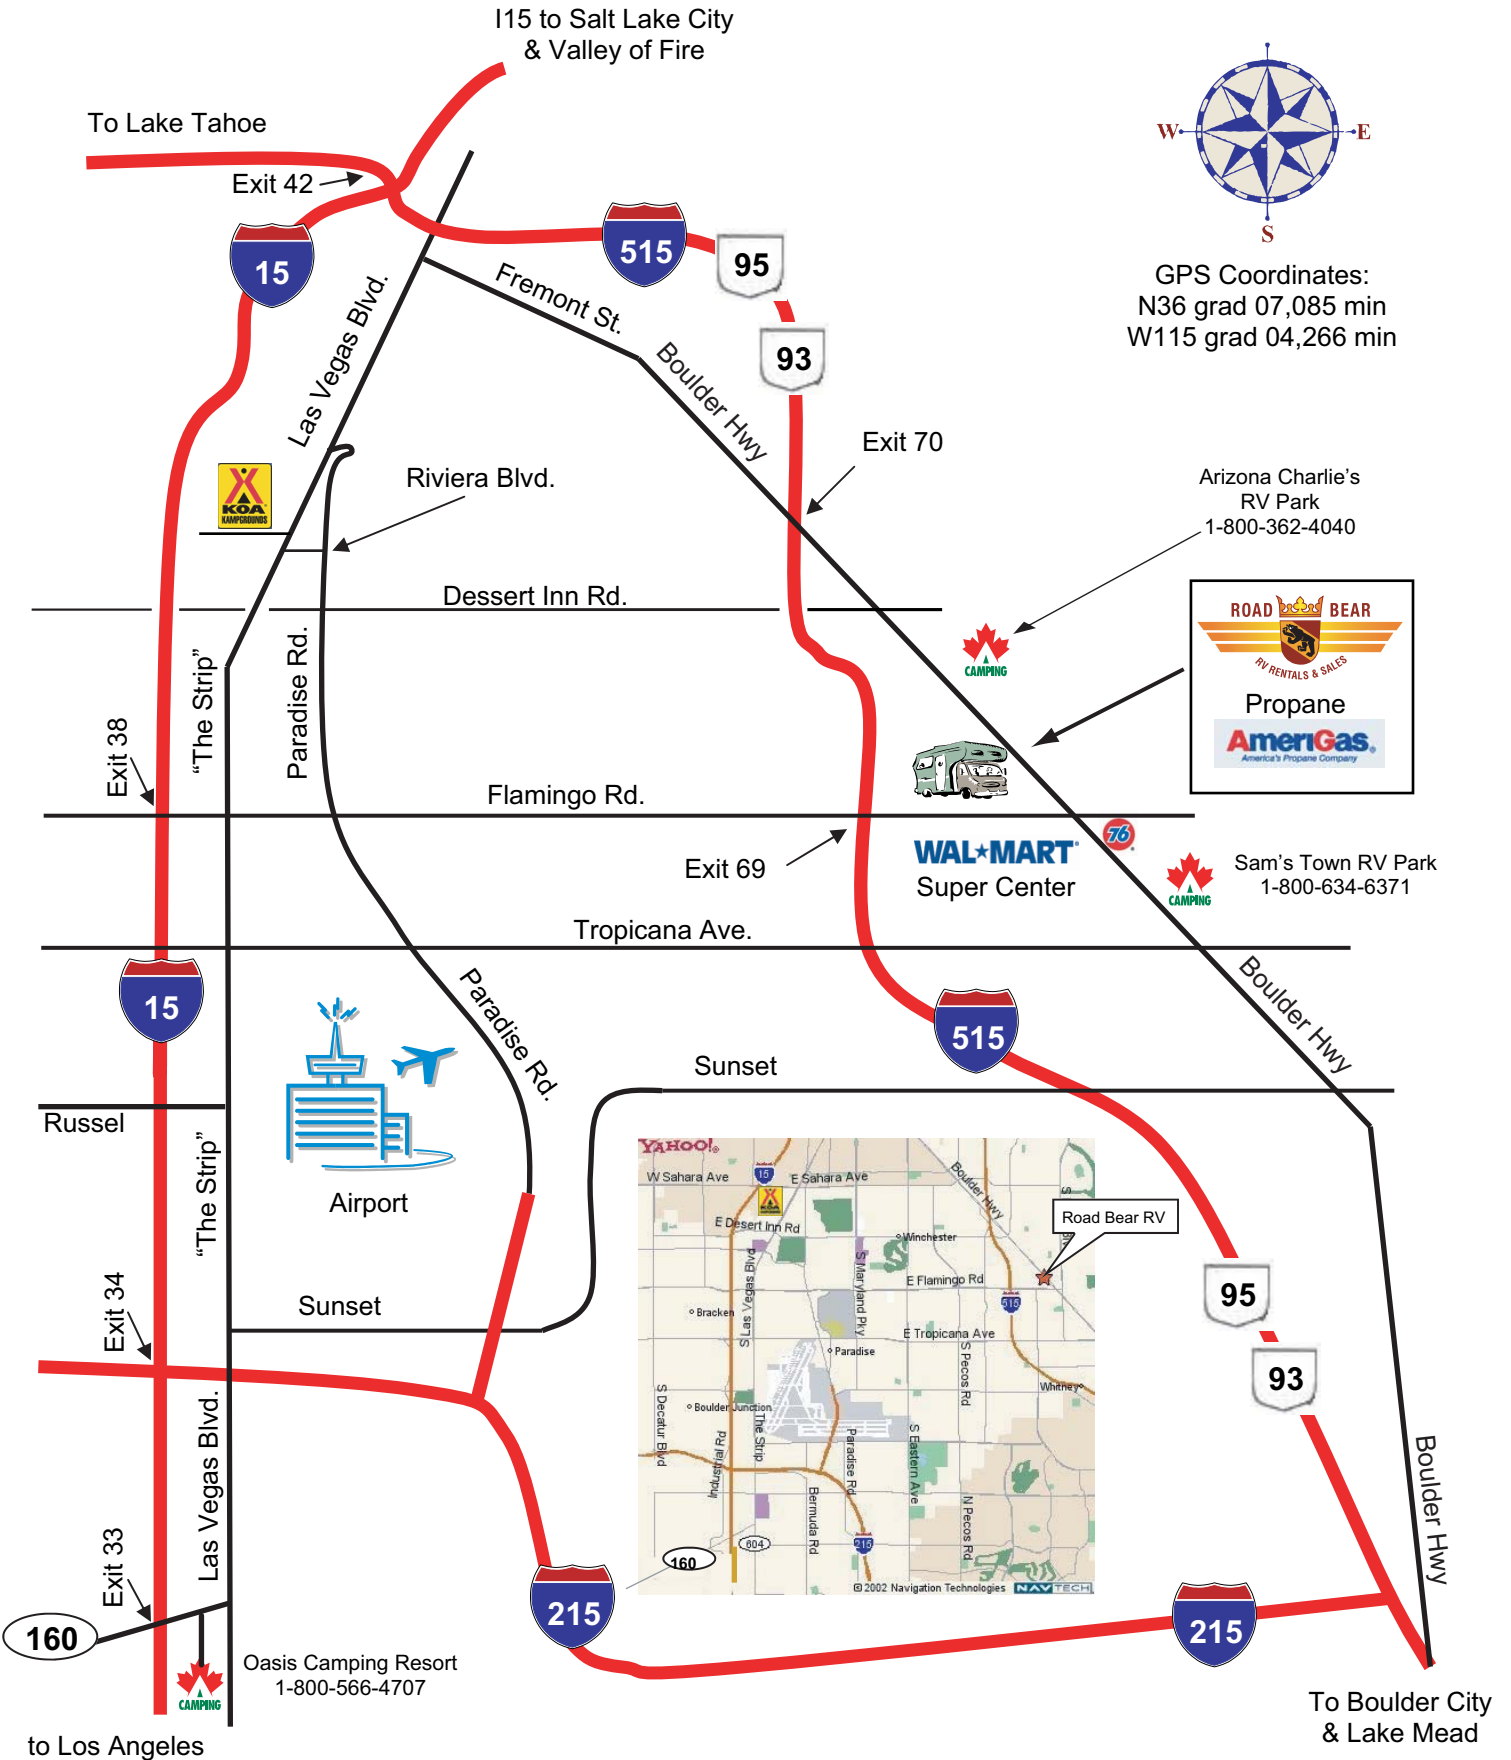 I15 to Salt Lake City
& Valley of Fire
To Lake Tahoe
Exit 42
W
E
S
15
515
95
93
GPS Coordinates:
N36 grad 07,085 min
W115 grad 04,266 min
Las Vegas Blvd.
Fremont St.
Boulder Hwy
Exit 70
KOA
KAMPGROUNDS
Riviera Blvd.
Arizona Charlie's
RV Park
1-800-362-4040
Dessert Inn Rd.
CAMPING
ROAD BEAR
RV RENTALS & SALES
Propane
AmeriGas
America's Propane Company
"The Strip"
Paradise Rd.
Exit 38
Flamingo Rd.
Exit 69
WAL★MART
Super Center
76
CAMPING
Sam's Town RV Park
1-800-634-6371
Tropicana Ave.
15
Paradise Rd.
515
Boulder Hwy
Sunset
Russel
"The Strip"
Airport
Exit 34
Sunset
YAHOO!
W Sahara Ave
15
E Sahara Ave
Boulder Hwy
E Desert Inn Rd
Winchester
Road Bear RV
S Las Vegas Blvd
S Maryland Pky
E Flamingo Rd
515
Bracken
E Tropicana Ave
Paradise
S Pecos Rd
Whitney
S Decatur Blvd
Boulder Junction
The Strip
Industrial Rd
Paradise Rd
S Eastern Ave
Bermuda Rd
N Pecos Rd
604
215
160
© 2002 Navigation Technologies
NAVTECH
95
93
Las Vegas Blvd.
Boulder Hwy
Exit 33
160
215
215
CAMPING
Oasis Camping Resort
1-800-566-4707
to Los Angeles
To Boulder City
& Lake Mead